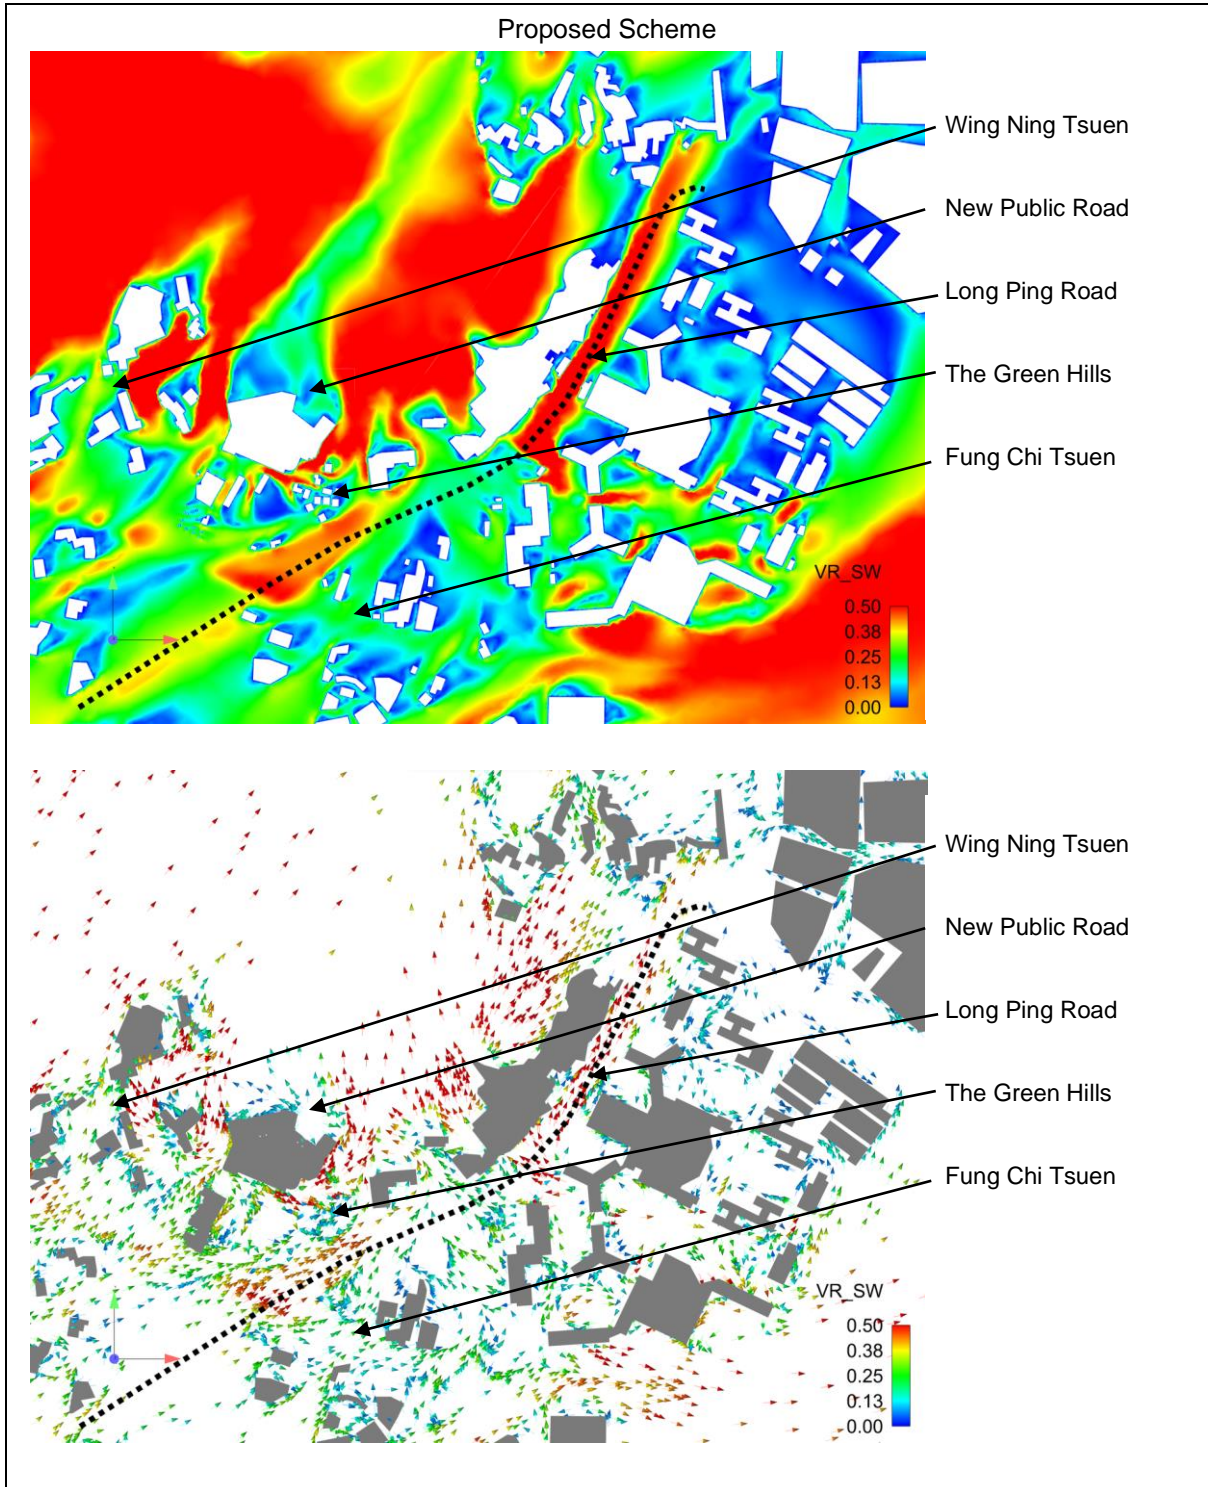 Proposed Scheme
Wing Ning Tsuen
New Public Road
Long Ping Road
The Green Hills
Fung Chi Tsuen
VR_SW
0.50
0.38
0.25
0.13
0.00
Wing Ning Tsuen
New Public Road
Long Ping Road
The Green Hills
Fung Chi Tsuen
VR_SW
0.50
0.38
0.25
0.13
0.00